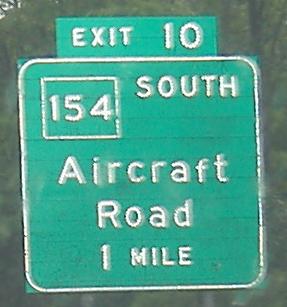 EXIT 10
154 SOUTH
Aircraft
Road
1 MILE